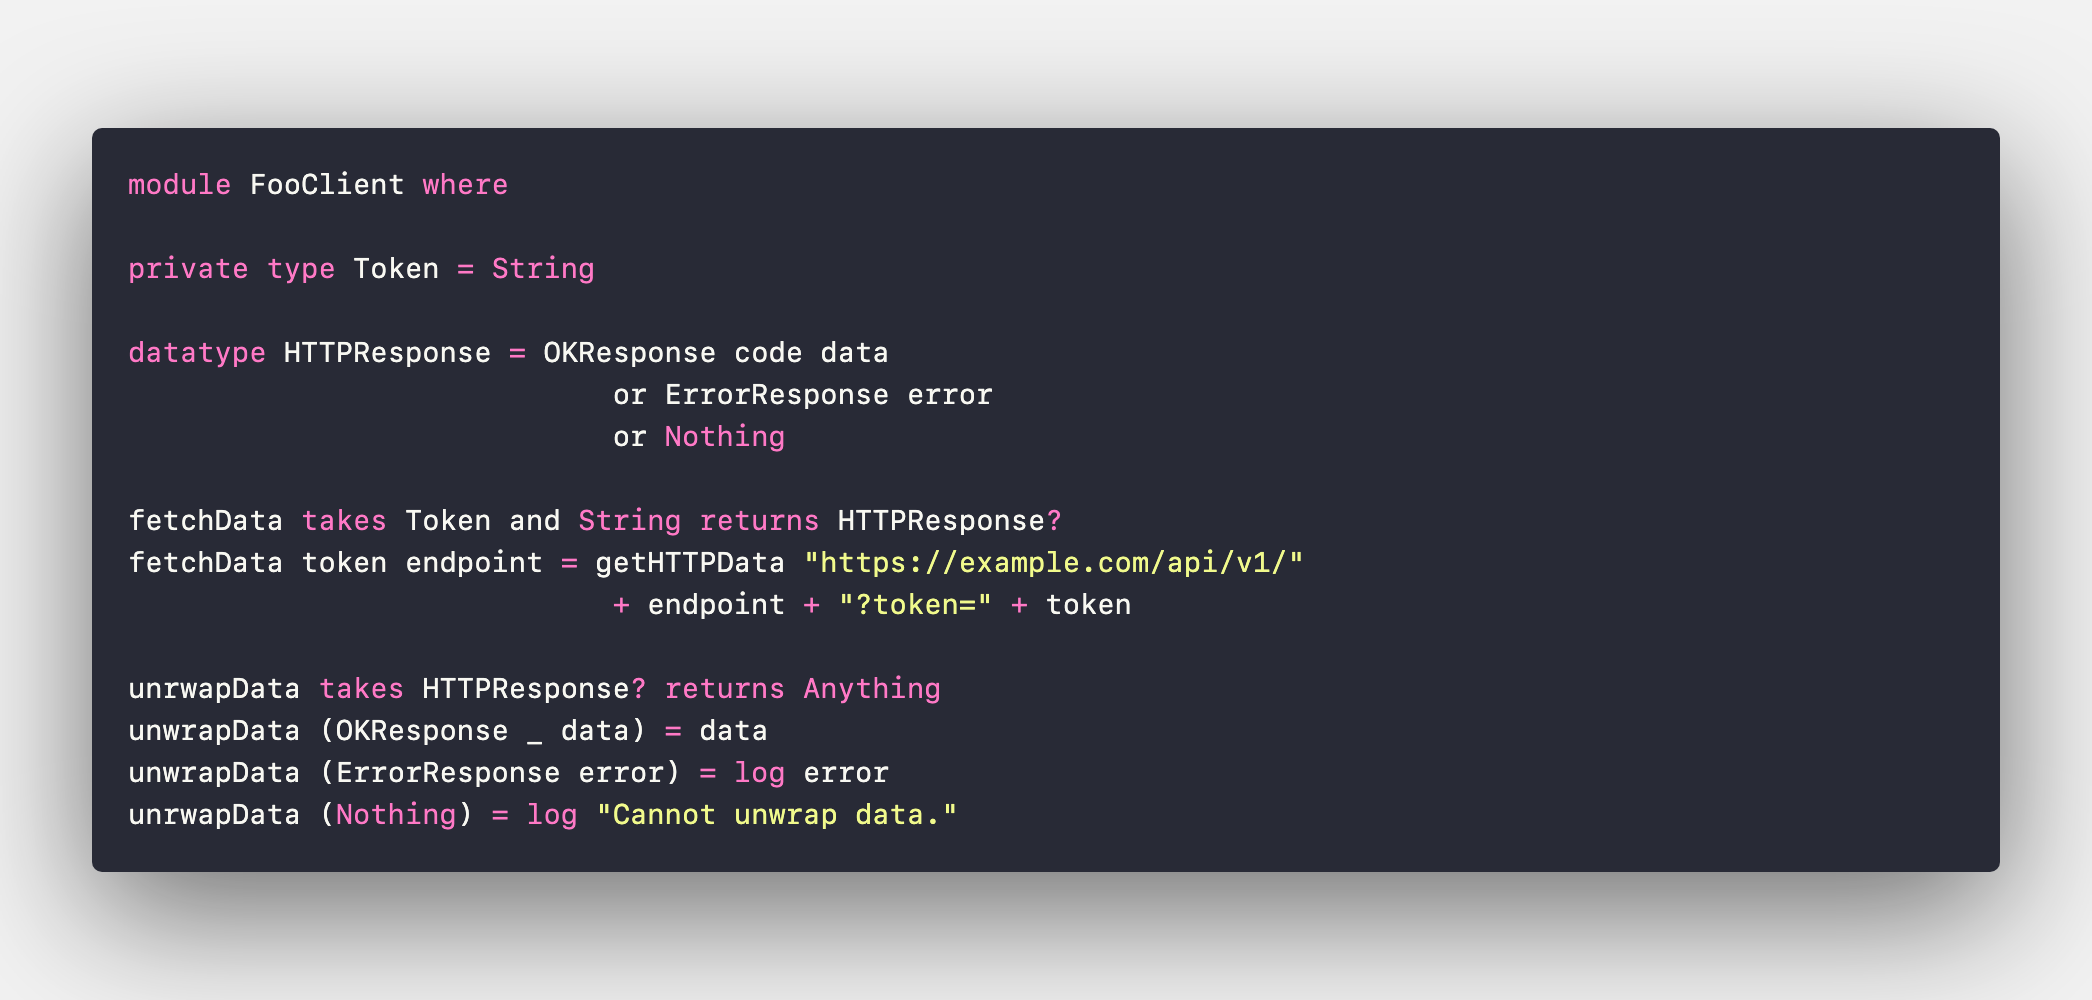 module FooClient where
private type Token = String
datatype HTTPResponse = OKResponse code data
or ErrorResponse error
or Nothing
fetchData takes Token and String returns HTTPResponse?
fetchData token endpoint = getHTTPData "https://example.com/api/v1/"
+ endpoint + "?token=" + token
unrwapData takes HTTPResponse? returns Anything
unwrapData (OKResponse _ data) = data
unwrapData (ErrorResponse error) = log error
unrwapData (Nothing) = log "Cannot unwrap data."